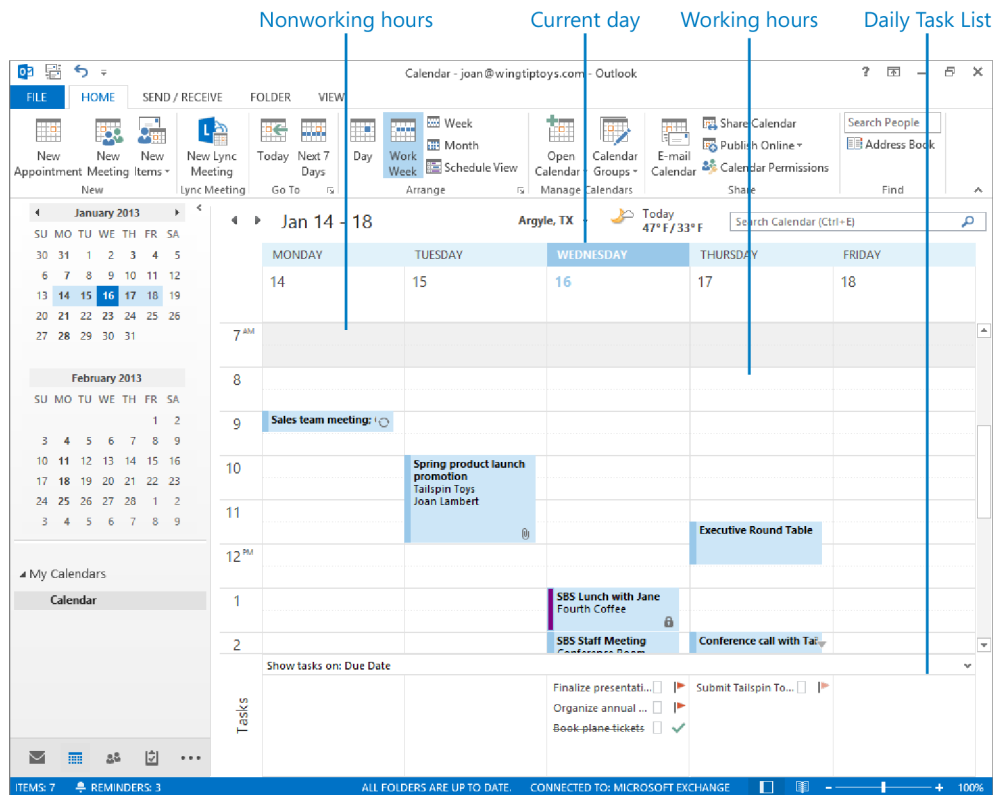 Nonworking hours Current day Working hours Daily Task List
Calendar - joan@wingtiptoys.com - Outlook
FILE HOME SEND / RECEIVE FOLDER VIEW
New Appointment
New Meeting
New Items
New
New Lync Meeting
Lync Meeting
Today
Next 7 Days
Go To
Day
Work Week
Week
Month
Schedule View
Arrange
Open Calendar
Calendar Groups
Manage Calendars
E-mail Calendar
Share Calendar
Publish Online
Calendar Permissions
Share
Search People
Address Book
Find
January 2013
SU MO TU WE TH FR SA
30 31 1 2 3 4 5
6 7 8 9 10 11 12
13 14 15 16 17 18 19
20 21 22 23 24 25 26
27 28 29 30 31
February 2013
SU MO TU WE TH FR SA
1 2
3 4 5 6 7 8 9
10 11 12 13 14 15 16
17 18 19 20 21 22 23
24 25 26 27 28 1 2
3 4 5 6 7 8 9
My Calendars
Calendar
Jan 14 - 18
Argyle, TX
Today
47° F / 33° F
Search Calendar (Ctrl+E)
MONDAY TUESDAY WEDNESDAY THURSDAY FRIDAY
14 15 16 17 18
7 AM
8
9
Sales team meeting:
10
Spring product launch
promotion
Tailspin Toys
Joan Lambert
11
Executive Round Table
12 PM
1
SBS Lunch with Jane
Fourth Coffee
2
SBS Staff Meeting
Conference Room
Conference call with Tai
Show tasks on: Due Date
Tasks
Finalize presentati... Submit Tailspin To...
Organize annual ...
Book plane tickets
ITEMS: 7 REMINDERS: 3 ALL FOLDERS ARE UP TO DATE. CONNECTED TO: MICROSOFT EXCHANGE 100%